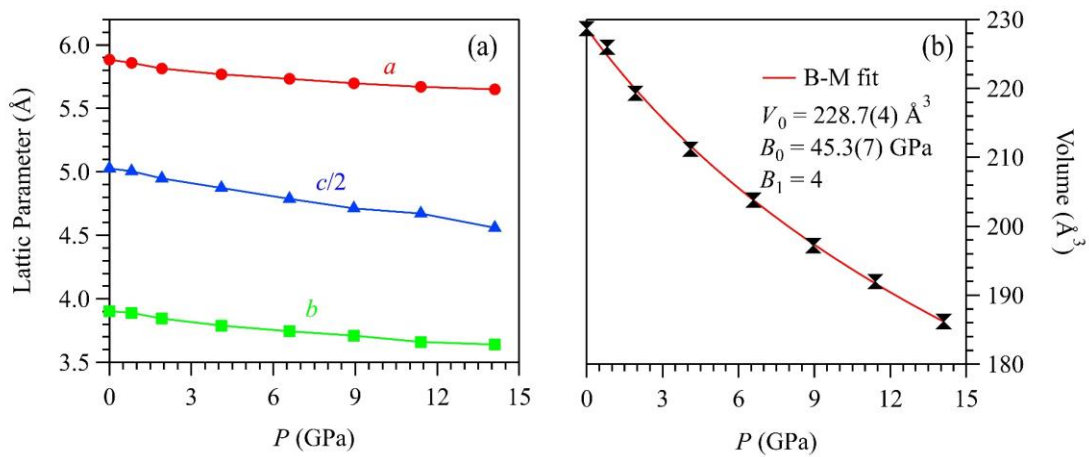 (a)
a
c/2
b
6.0
5.5
5.0
4.5
4.0
3.5
Lattic Parameter (Å)
0 3 6 9 12 15
P (GPa)
(b)
B-M fit
V₀ = 228.7(4) Å³
B₀ = 45.3(7) GPa
B₁ = 4
230
220
210
200
190
180
Volume (Å³)
0 3 6 9 12 15
P (GPa)